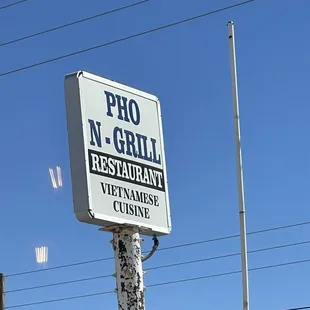 PHO
N-GRILL
RESTAURANT
VIETNAMESE
CUISINE